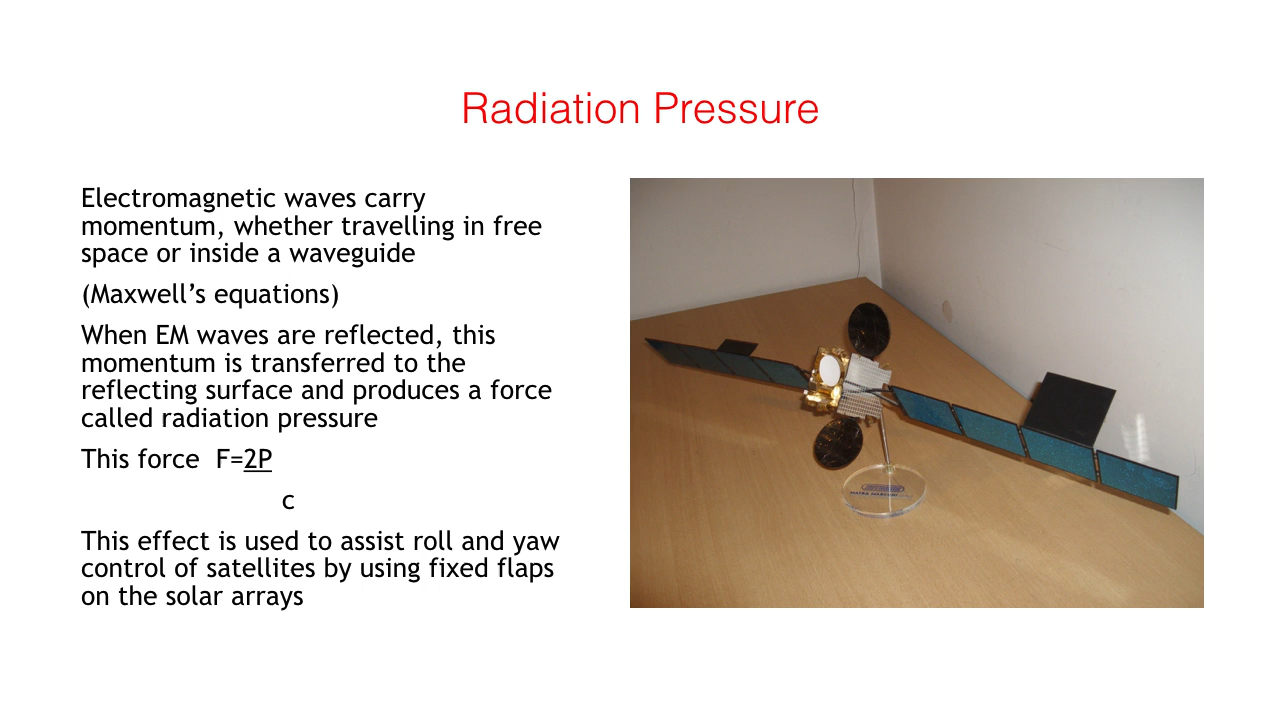 Radiation Pressure
Electromagnetic waves carry
momentum, whether travelling in free
space or inside a waveguide
(Maxwell’s equations)
When EM waves are reflected, this
momentum is transferred to the
reflecting surface and produces a force
called radiation pressure
This force F=2P
c
This effect is used to assist roll and yaw
control of satellites by using fixed flaps
on the solar arrays
MATRA MARCONI